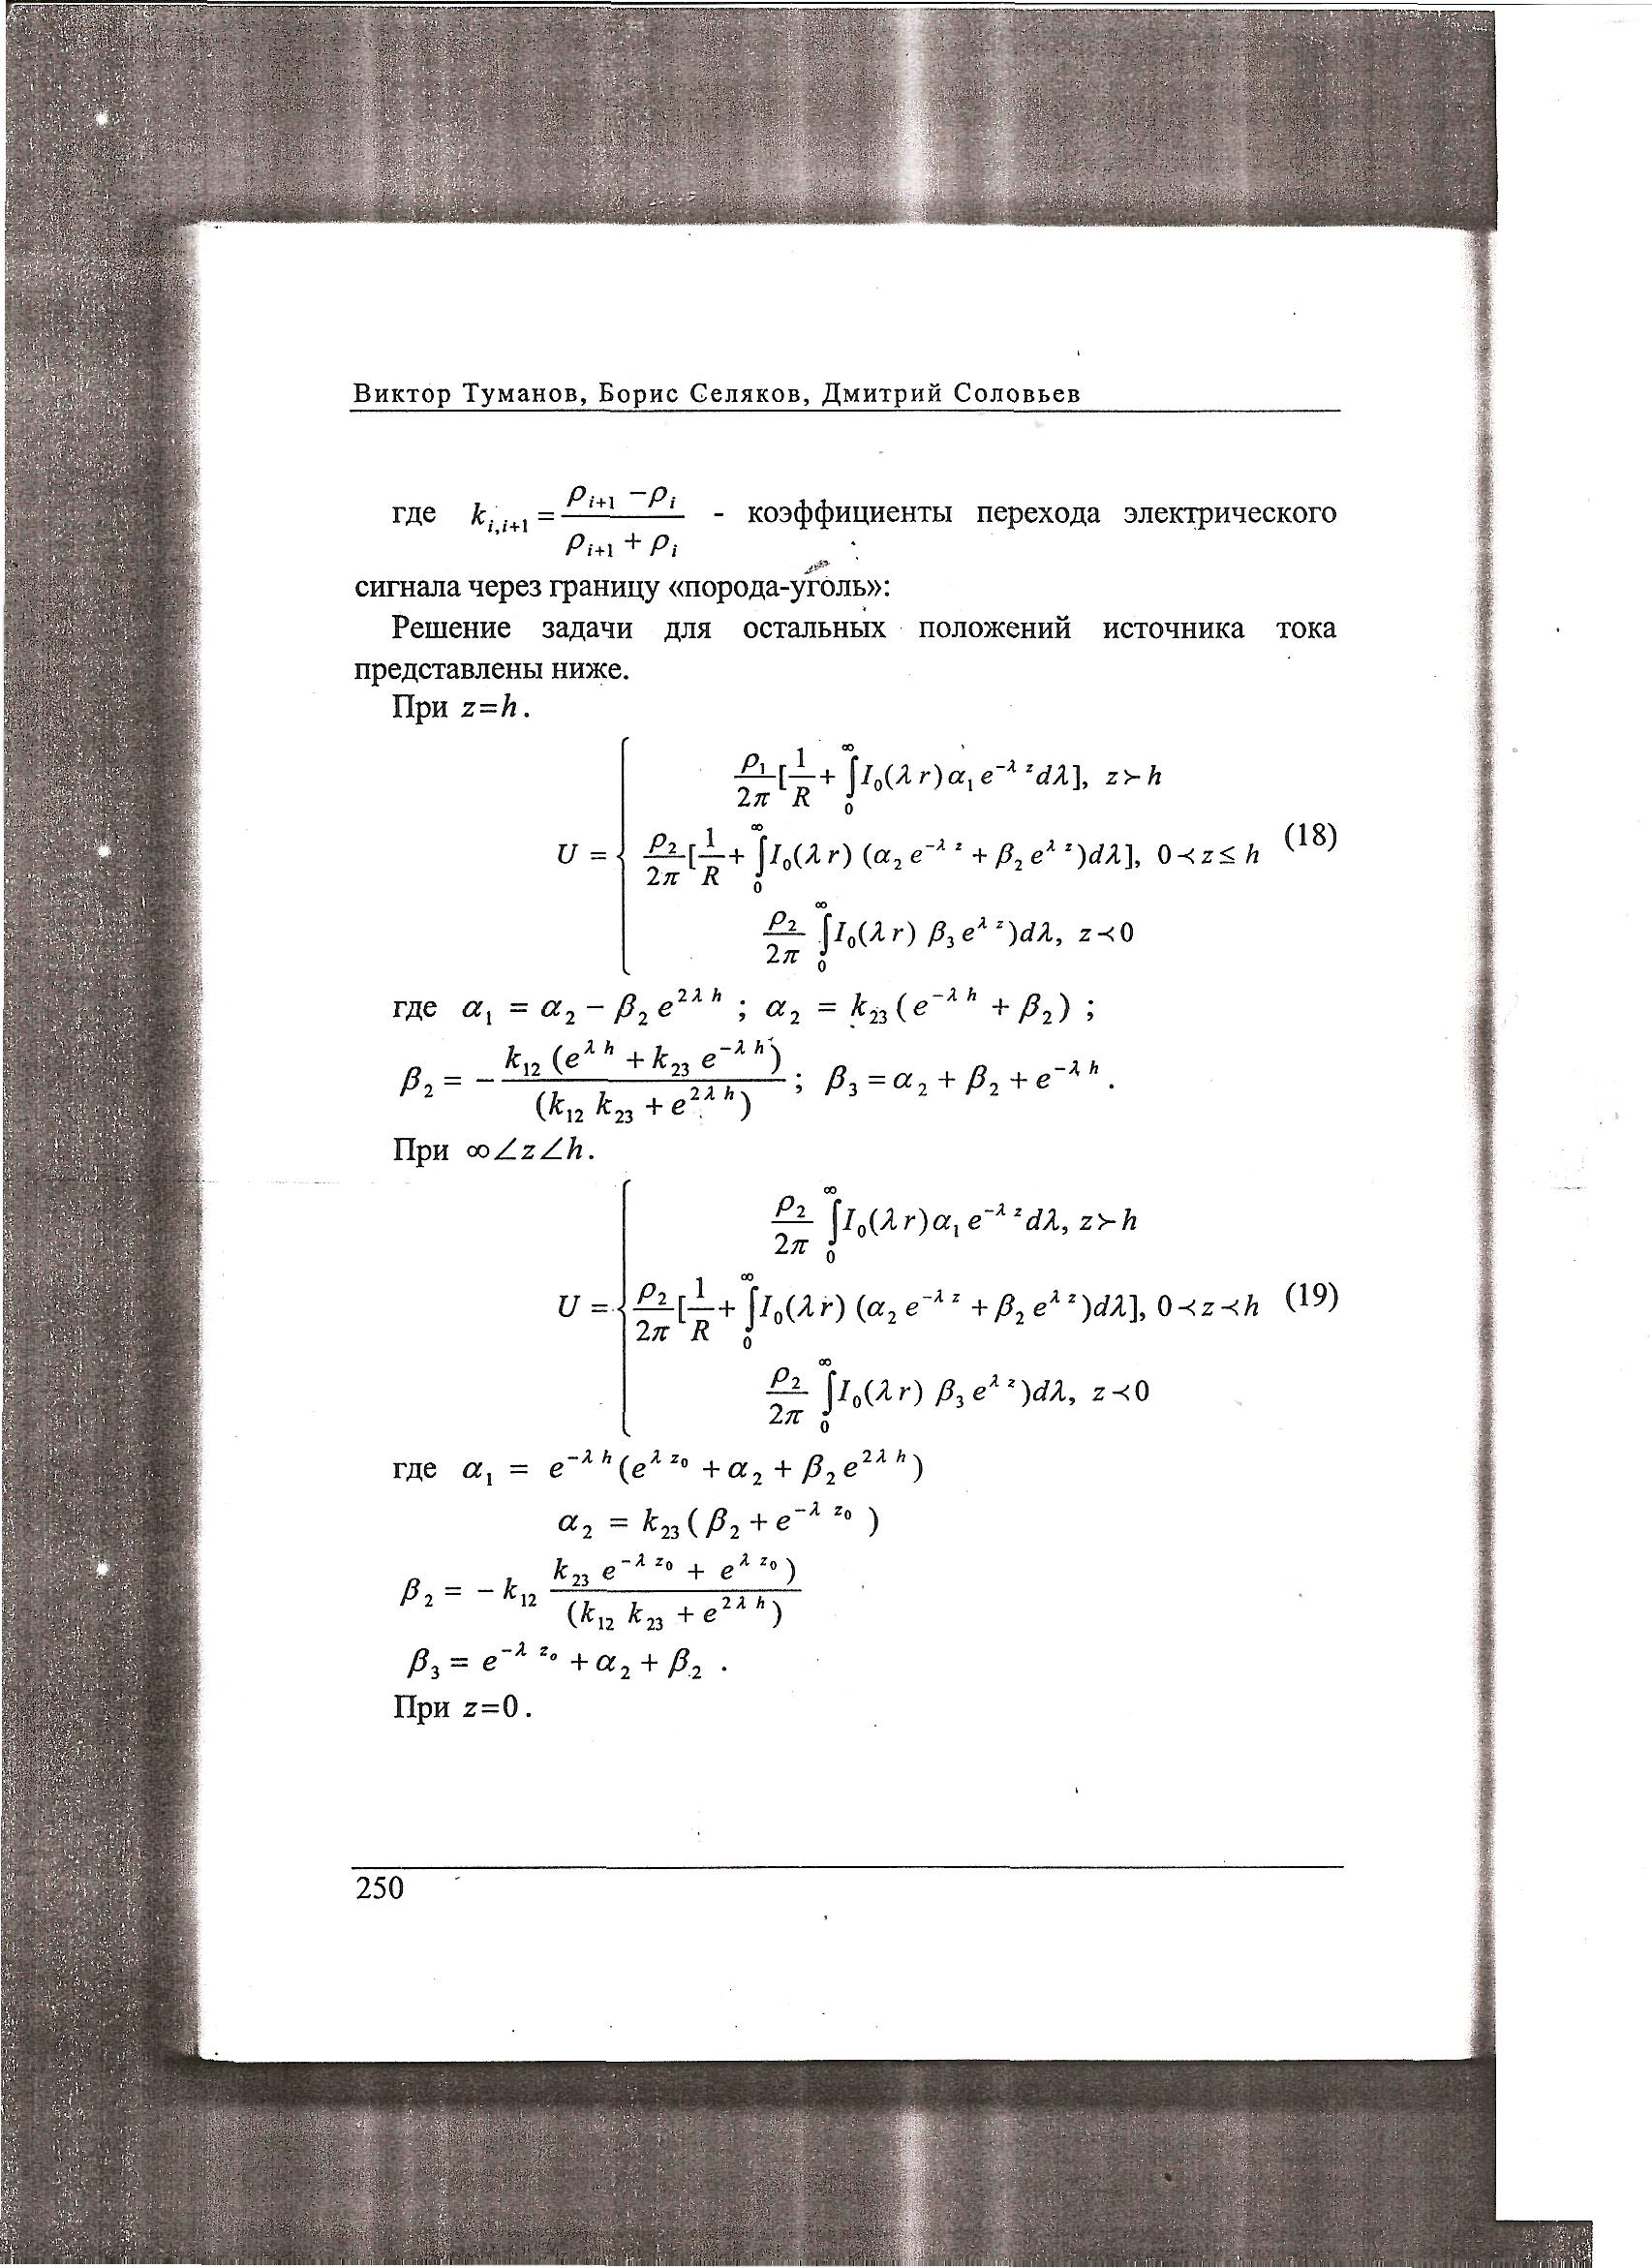 Виктор Туманов, Борис Селяков, Дмитрий Соловьев
где $k_{i,i+1} = \frac{\rho_{i+1} - \rho_i}{\rho_{i+1} + \rho_i}$ - коэффициенты перехода электрического
сигнала через границу «порода-уголь»:
Решение задачи для остальных положений источника тока
представлены ниже.
При $z=h$.
$\frac{\rho_1}{2\pi}[\frac{1}{R} + \int_0^\infty I_0(\lambda r)\alpha_1 e^{-\lambda z}d\lambda], z \succ h$
$U = \{ \frac{\rho_2}{2\pi}[\frac{1}{R} + \int_0^\infty I_0(\lambda r)(\alpha_2 e^{-\lambda z} + \beta_2 e^{\lambda z})d\lambda], 0 \prec z \leq h$ (18)
$\frac{\rho_2}{2\pi} \int_0^\infty I_0(\lambda r) \beta_3 e^{\lambda z})d\lambda, z \prec 0$
где $\alpha_1 = \alpha_2 - \beta_2 e^{2\lambda h}$ ; $\alpha_2 = k_{23}(e^{-\lambda h} + \beta_2)$ ;
$\beta_2 = -\frac{k_{12}(e^{\lambda h} + k_{23} e^{-\lambda h})}{(k_{12} k_{23} + e^{2\lambda h})}$; $\beta_3 = \alpha_2 + \beta_2 + e^{-\lambda h}$.
При $\infty \angle z \angle h$.
$\frac{\rho_2}{2\pi} \int_0^\infty I_0(\lambda r)\alpha_1 e^{-\lambda z}d\lambda, z \succ h$
$U = \{ \frac{\rho_2}{2\pi}[\frac{1}{R} + \int_0^\infty I_0(\lambda r)(\alpha_2 e^{-\lambda z} + \beta_2 e^{\lambda z})d\lambda], 0 \prec z \prec h$ (19)
$\frac{\rho_2}{2\pi} \int_0^\infty I_0(\lambda r) \beta_3 e^{\lambda z})d\lambda, z \prec 0$
где $\alpha_1 = e^{-\lambda h}(e^{\lambda z_0} + \alpha_2 + \beta_2 e^{2\lambda h})$
$\alpha_2 = k_{23}(\beta_2 + e^{-\lambda z_0})$
$\beta_2 = -k_{12} \frac{k_{23} e^{-\lambda z_0} + e^{\lambda z_0})}{(k_{12} k_{23} + e^{2\lambda h})}$
$\beta_3 = e^{-\lambda z_0} + \alpha_2 + \beta_2$ .
При $z=0$.
250